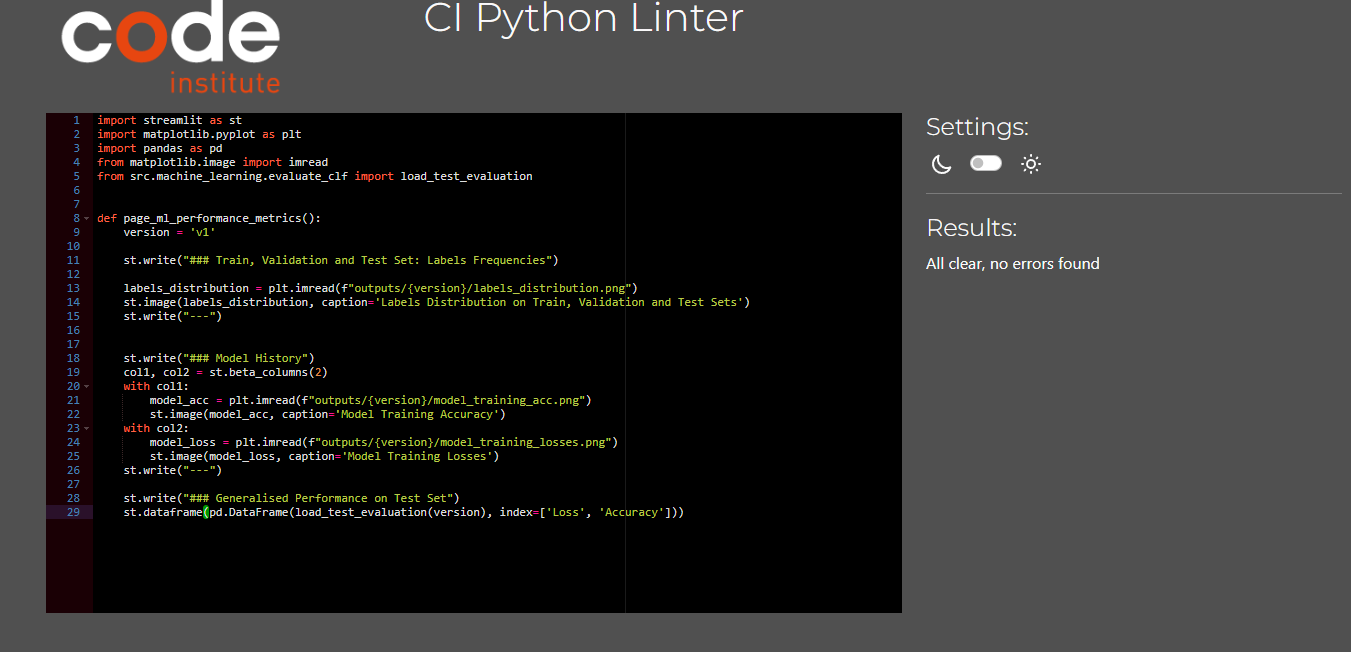 code
institute
CI Python Linter
1 import streamlit as st
2 import matplotlib.pyplot as plt
3 import pandas as pd
4 from matplotlib.image import imread
5 from src.machine_learning.evaluate_clf import load_test_evaluation
6
7
8 def page_ml_performance_metrics():
9     version = 'v1'
10
11     st.write("### Train, Validation and Test Set: Labels Frequencies")
12
13     labels_distribution = plt.imread(f"outputs/{version}/labels_distribution.png")
14     st.image(labels_distribution, caption='Labels Distribution on Train, Validation and Test Sets')
15     st.write("---")
16
17
18     st.write("### Model History")
19     col1, col2 = st.beta_columns(2)
20     with col1:
21         model_acc = plt.imread(f"outputs/{version}/model_training_acc.png")
22         st.image(model_acc, caption='Model Training Accuracy')
23     with col2:
24         model_loss = plt.imread(f"outputs/{version}/model_training_losses.png")
25         st.image(model_loss, caption='Model Training Losses')
26     st.write("---")
27
28     st.write("### Generalised Performance on Test Set")
29     st.dataframe(pd.DataFrame(load_test_evaluation(version), index=['Loss', 'Accuracy']))
Settings:
Results:
All clear, no errors found